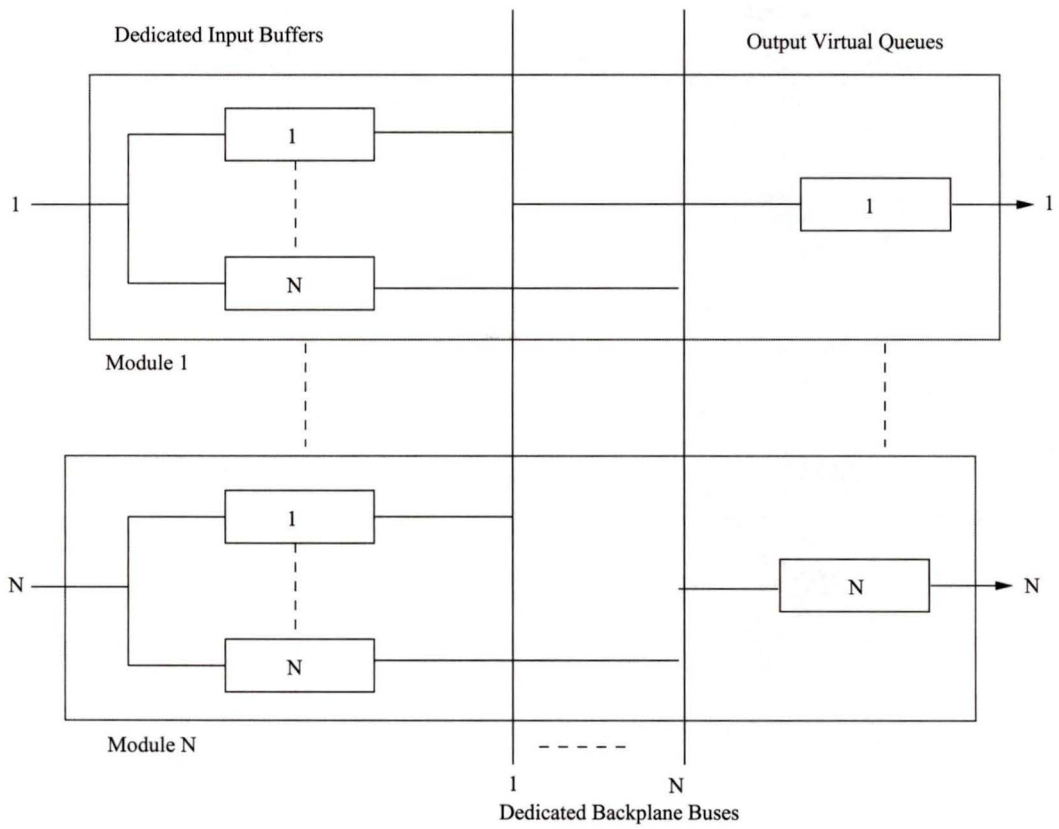 Dedicated Input Buffers
Output Virtual Queues
1
1
1
1
N
Module 1
1
N
N
N
N
Module N
1
N
Dedicated Backplane Buses